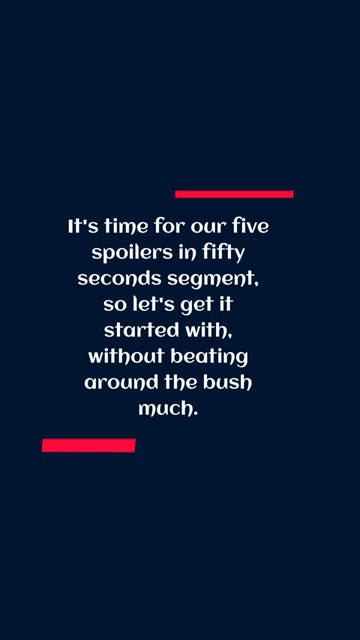 It's time for our five
spoilers in fifty
seconds segment,
so let's get it
started with,
without beating
around the bush
much.